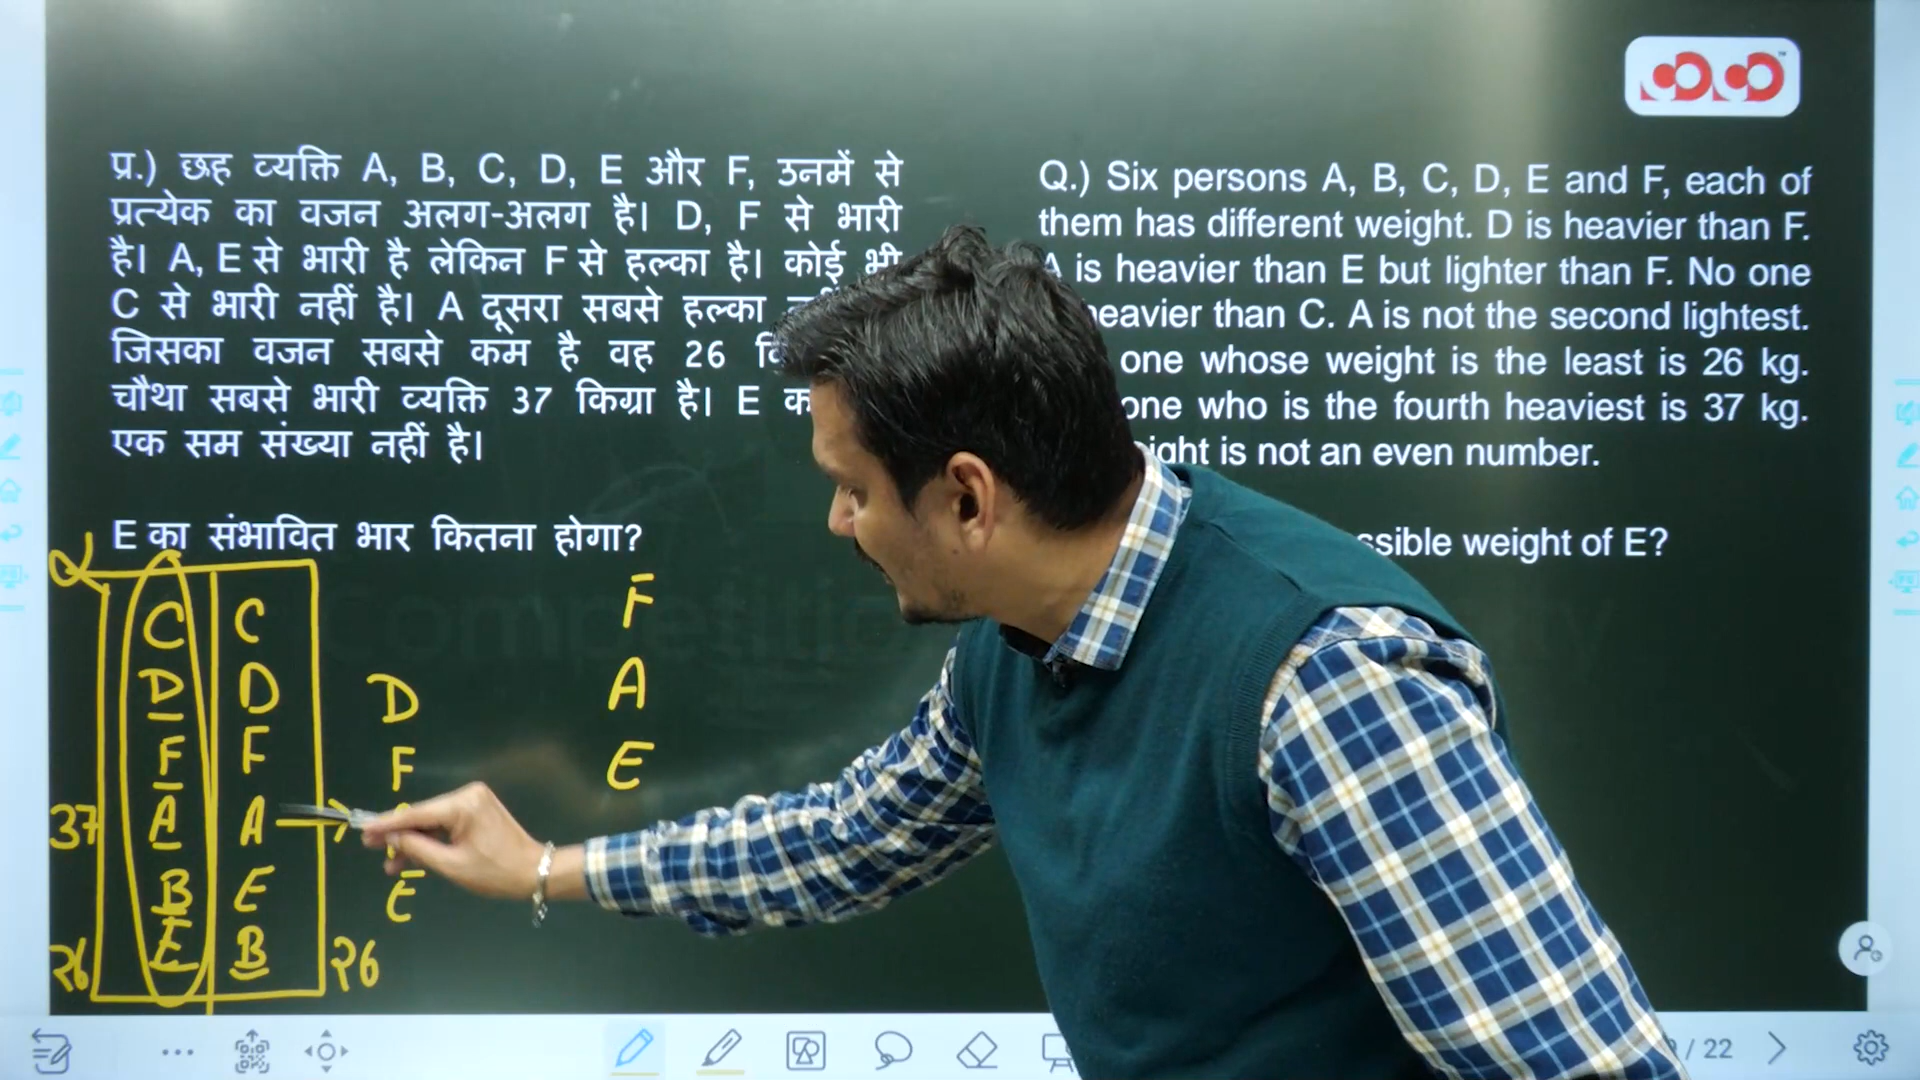 प्र.) छह व्यक्ति A, B, C, D, E और F, उनमें से
प्रत्येक का वजन अलग-अलग है। D, F से भारी
है। A, E से भारी है लेकिन F से हल्का है। कोई भी
C से भारी नहीं है। A दूसरा सबसे हल्का
जिसका वजन सबसे कम है वह 26
चौथा सबसे भारी व्यक्ति 37 किग्रा है। E
एक सम संख्या नहीं है।
E का संभावित भार कितना होगा?
Q.) Six persons A, B, C, D, E and F, each of
them has different weight. D is heavier than F.
A is heavier than E but lighter than F. No one
heavier than C. A is not the second lightest.
one whose weight is the least is 26 kg.
one who is the fourth heaviest is 37 kg.
is not an even number.
weight of E?
C C
D D D
F F F
37 A A
B E E
26 E B 26
F
A
E
/ 22